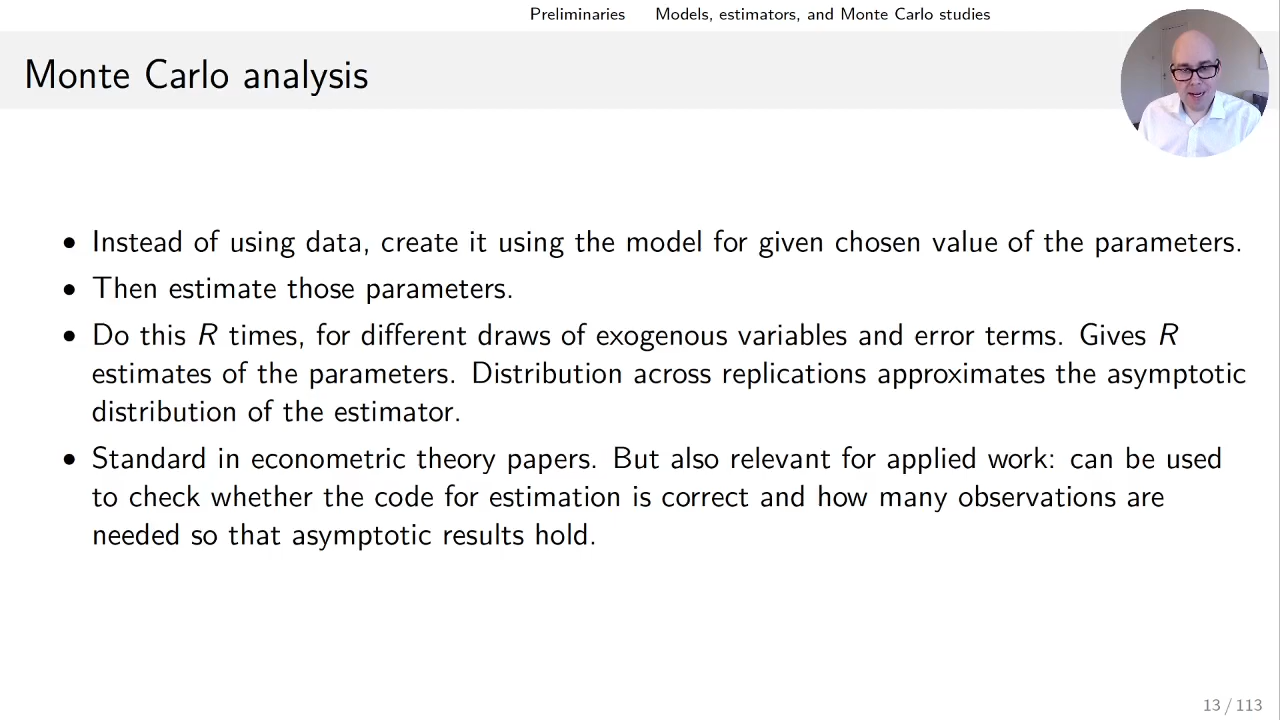 Preliminaries Models, estimators, and Monte Carlo studies
Monte Carlo analysis
• Instead of using data, create it using the model for given chosen value of the parameters.
• Then estimate those parameters.
• Do this R times, for different draws of exogenous variables and error terms. Gives R
estimates of the parameters. Distribution across replications approximates the asymptotic
distribution of the estimator.
• Standard in econometric theory papers. But also relevant for applied work: can be used
to check whether the code for estimation is correct and how many observations are
needed so that asymptotic results hold.
13 / 113